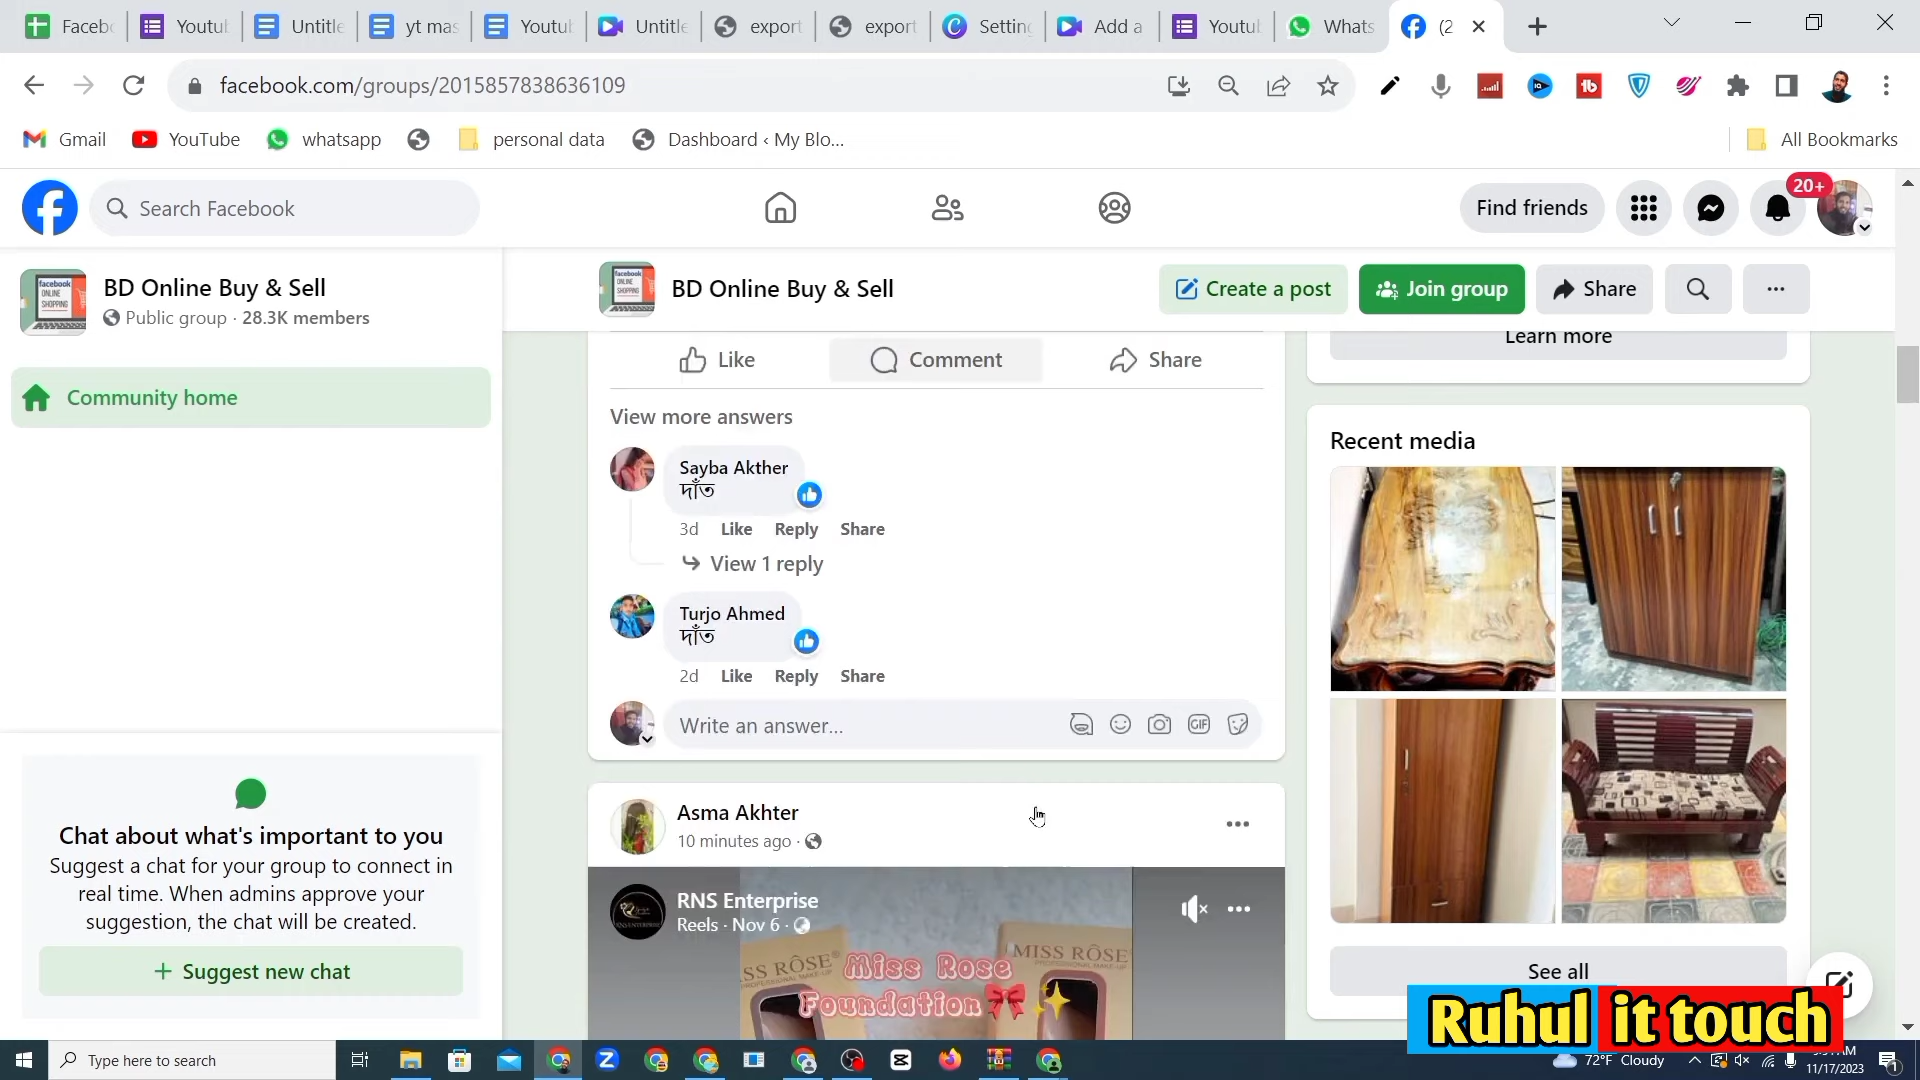 Faceb
Youtu
Untitle
yt mas
Youtu
Untitle
export
export
Setting
Add a
Youtu
Whats
(2
facebook.com/groups/2015857838636109
Gmail
YouTube
whatsapp
personal data
Dashboard ‹ My Blo...
All Bookmarks
Search Facebook
Find friends
20+
BD Online Buy & Sell
Public group · 28.3K members
BD Online Buy & Sell
Create a post
Join group
Share
Community home
Like
Comment
Share
Learn more
View more answers
Sayba Akther
দাঁত
3d Like Reply Share
View 1 reply
Turjo Ahmed
দাঁত
2d Like Reply Share
Write an answer...
GIF
Recent media
See all
Chat about what's important to you
Suggest a chat for your group to connect in
real time. When admins approve your
suggestion, the chat will be created.
+ Suggest new chat
Asma Akhter
10 minutes ago ·
RNS Enterprise
Reels · Nov 6 ·
MISS RÔSE
Miss Rose
Foundation
Ruhul it touch
Type here to search
72°F Cloudy
11/17/2023